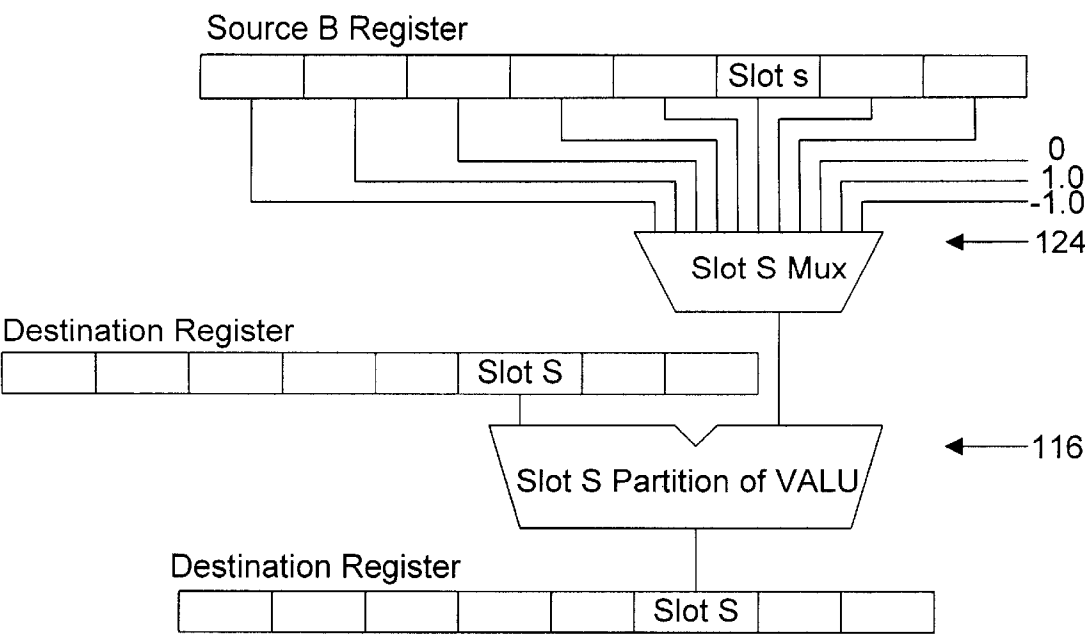 Source B Register
Slot s
0
1.0
-1.0
124
Slot S Mux
Destination Register
Slot S
116
Slot S Partition of VALU
Destination Register
Slot S